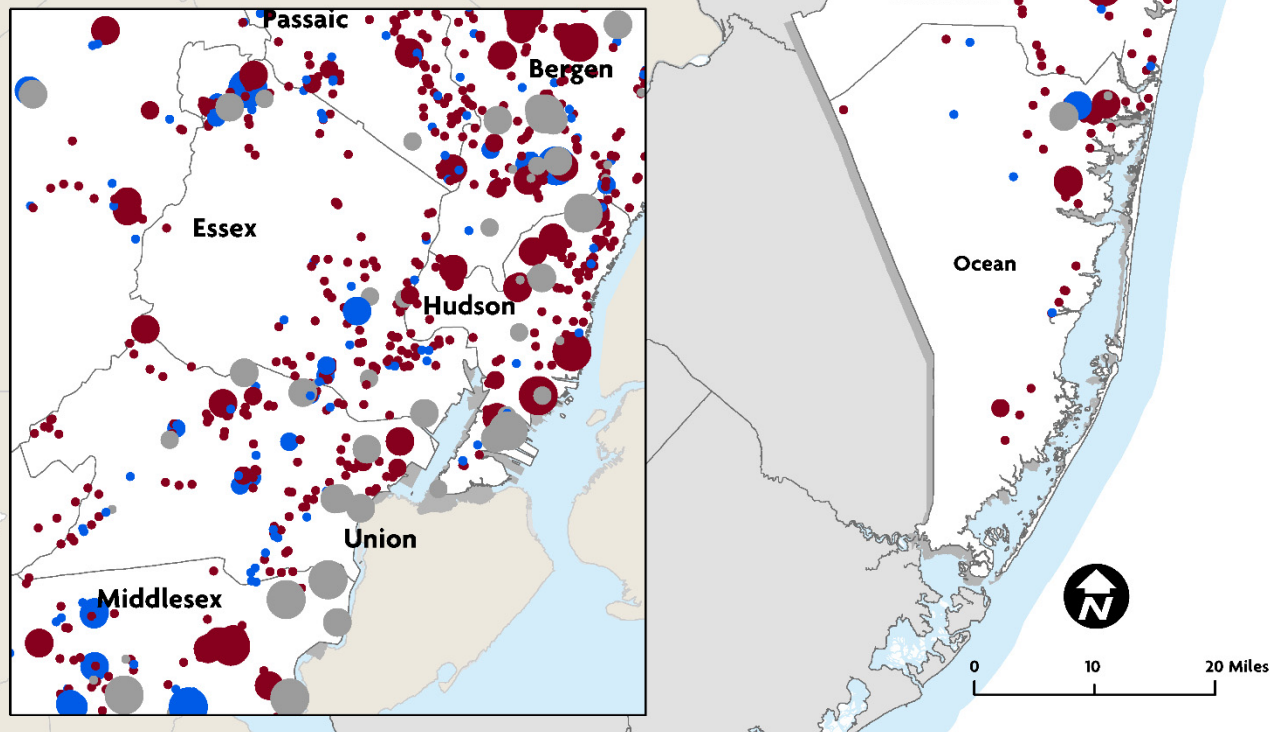 Passaic
Bergen
Essex
Hudson
Union
Middlesex
Ocean
N
0 10 20 Miles